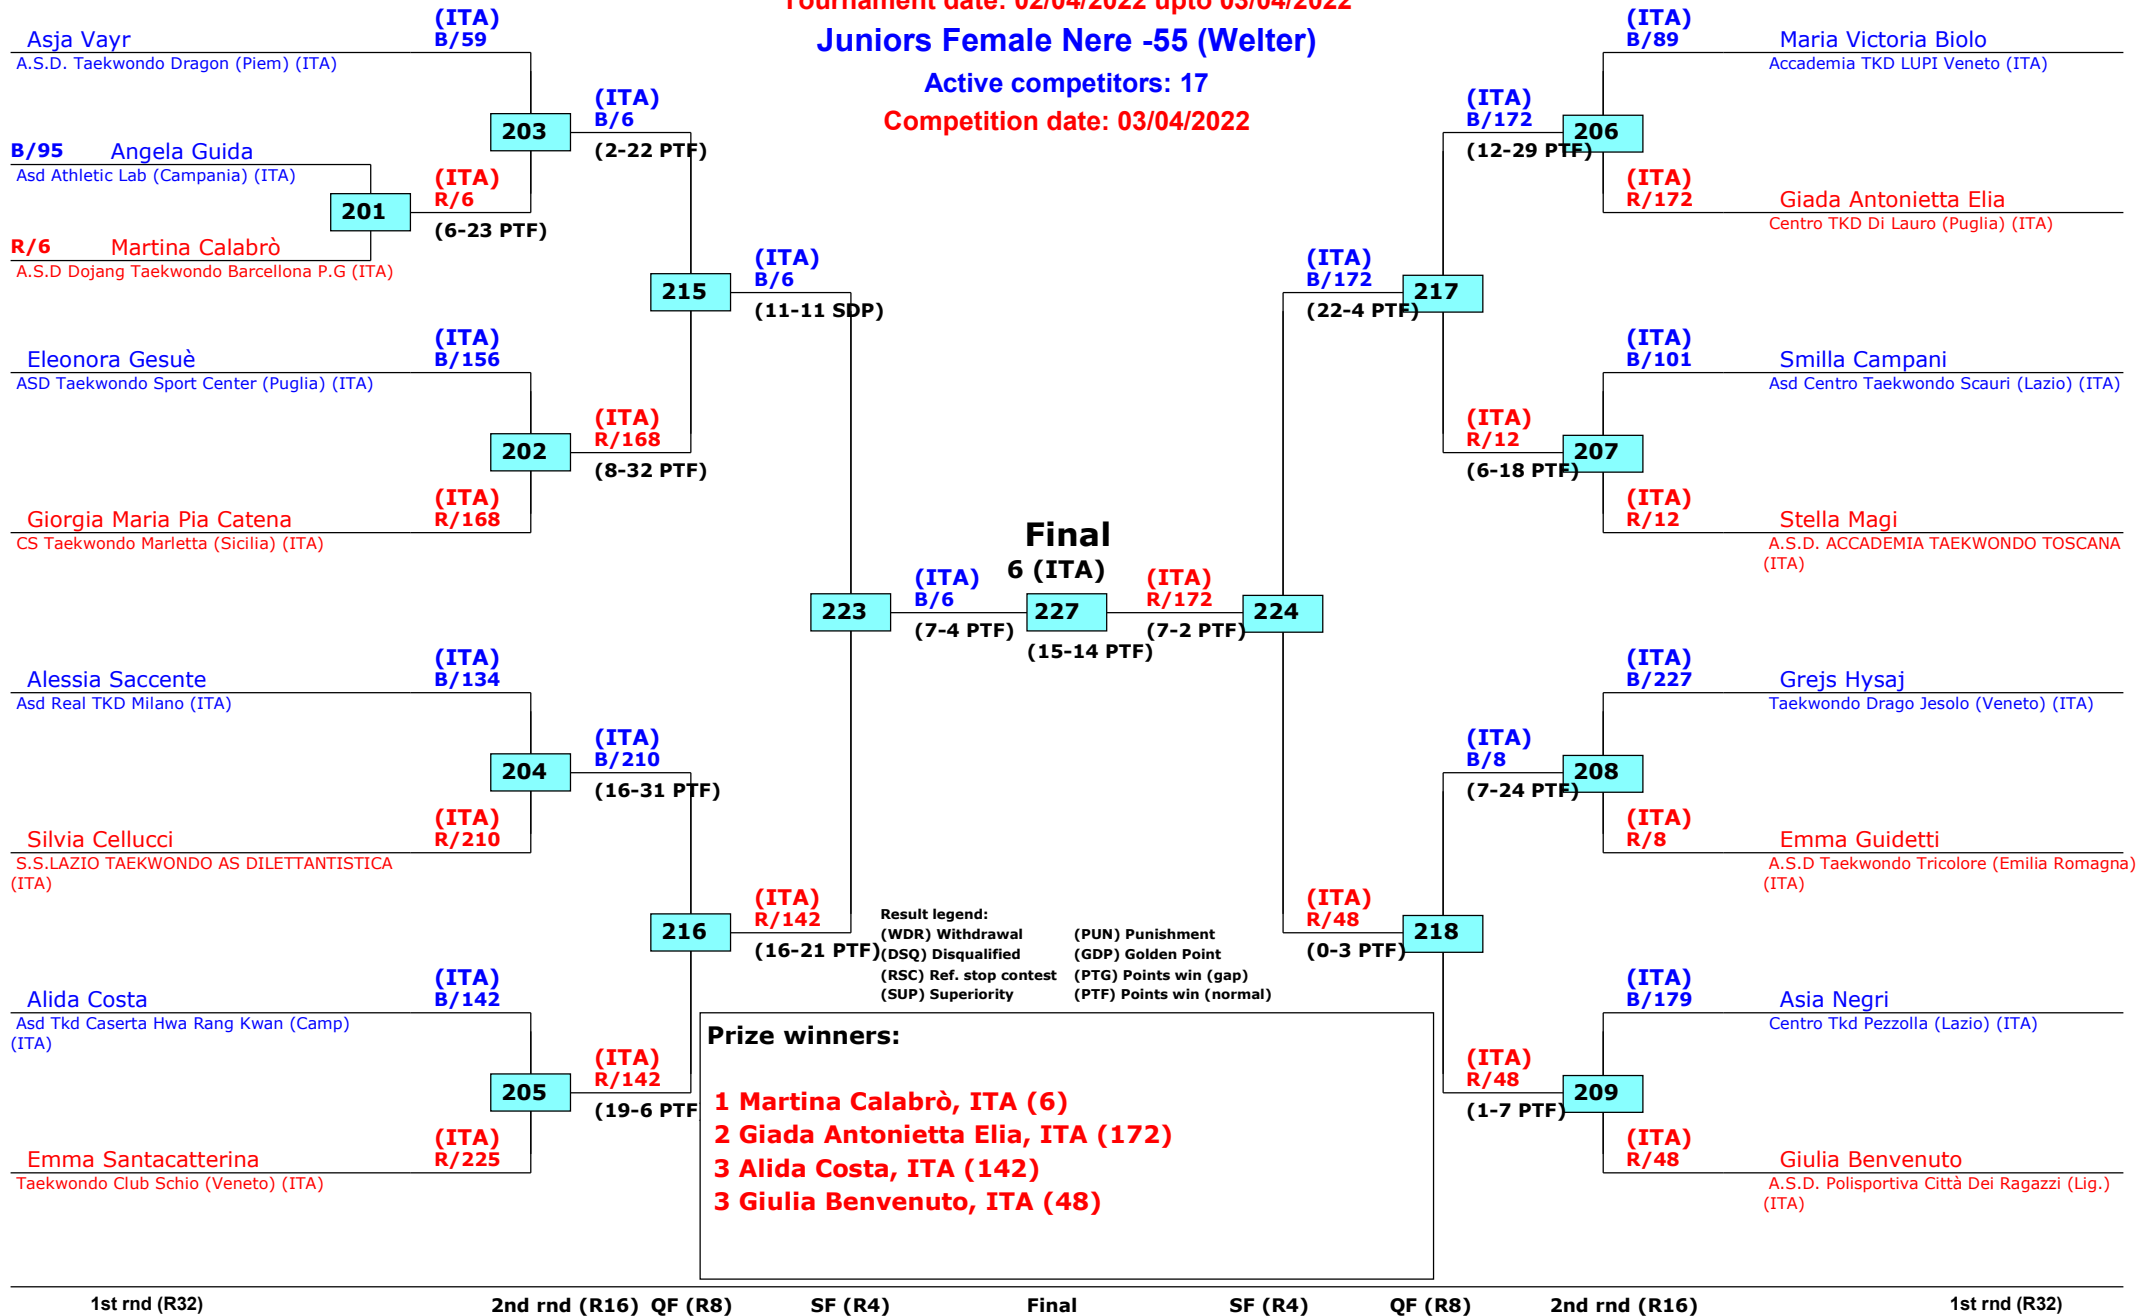 Tournament date: 02/04/2022 upto 03/04/2022
Juniors Female Nere -55 (Welter)
Active competitors: 17
Competition date: 03/04/2022
Asja Vayr
(ITA)
B/59
A.S.D. Taekwondo Dragon (Piem) (ITA)
203
(ITA)
B/6
(2-22 PTF)
B/95 Angela Guida
Asd Athletic Lab (Campania) (ITA)
201
(ITA)
R/6
(6-23 PTF)
R/6 Martina Calabrò
A.S.D Dojang Taekwondo Barcellona P.G (ITA)
215
(ITA)
B/6
(11-11 SDP)
Eleonora Gesuè
(ITA)
B/156
ASD Taekwondo Sport Center (Puglia) (ITA)
202
(ITA)
R/168
(8-32 PTF)
Giorgia Maria Pia Catena
(ITA)
R/168
CS Taekwondo Marletta (Sicilia) (ITA)
223
(ITA)
B/6
(7-4 PTF)
Alessia Saccente
(ITA)
B/134
Asd Real TKD Milano (ITA)
204
(ITA)
B/210
(16-31 PTF)
Silvia Cellucci
(ITA)
R/210
S.S.LAZIO TAEKWONDO AS DILETTANTISTICA
(ITA)
216
(ITA)
R/142
(16-21 PTF)
Alida Costa
(ITA)
B/142
Asd Tkd Caserta Hwa Rang Kwan (Camp)
(ITA)
205
(ITA)
R/142
(19-6 PTF
Emma Santacatterina
(ITA)
R/225
Taekwondo Club Schio (Veneto) (ITA)
Final
6 (ITA)
227
(15-14 PTF)
(ITA)
R/172
(7-2 PTF)
224
(ITA)
B/172
(22-4 PTF)
217
(ITA)
B/172
(12-29 PTF)
206
(ITA)
B/89
Maria Victoria Biolo
Accademia TKD LUPI Veneto (ITA)
(ITA)
R/172
Giada Antonietta Elia
Centro TKD Di Lauro (Puglia) (ITA)
(ITA)
R/12
(6-18 PTF)
207
(ITA)
B/101
Smilla Campani
Asd Centro Taekwondo Scauri (Lazio) (ITA)
(ITA)
R/12
Stella Magi
A.S.D. ACCADEMIA TAEKWONDO TOSCANA
(ITA)
(ITA)
R/48
(0-3 PTF)
218
(ITA)
B/8
(7-24 PTF)
208
(ITA)
B/227
Grejs Hysaj
Taekwondo Drago Jesolo (Veneto) (ITA)
(ITA)
R/8
Emma Guidetti
A.S.D Taekwondo Tricolore (Emilia Romagna)
(ITA)
(ITA)
R/48
(1-7 PTF)
209
(ITA)
B/179
Asia Negri
Centro Tkd Pezzolla (Lazio) (ITA)
(ITA)
R/48
Giulia Benvenuto
A.S.D. Polisportiva Città Dei Ragazzi (Lig.)
(ITA)
Result legend:
(WDR) Withdrawal (PUN) Punishment
(DSQ) Disqualified (GDP) Golden Point
(RSC) Ref. stop contest (PTG) Points win (gap)
(SUP) Superiority (PTF) Points win (normal)
Prize winners:
1 Martina Calabrò, ITA (6)
2 Giada Antonietta Elia, ITA (172)
3 Alida Costa, ITA (142)
3 Giulia Benvenuto, ITA (48)
1st rnd (R32) 2nd rnd (R16) QF (R8) SF (R4) Final SF (R4) QF (R8) 2nd rnd (R16) 1st rnd (R32)